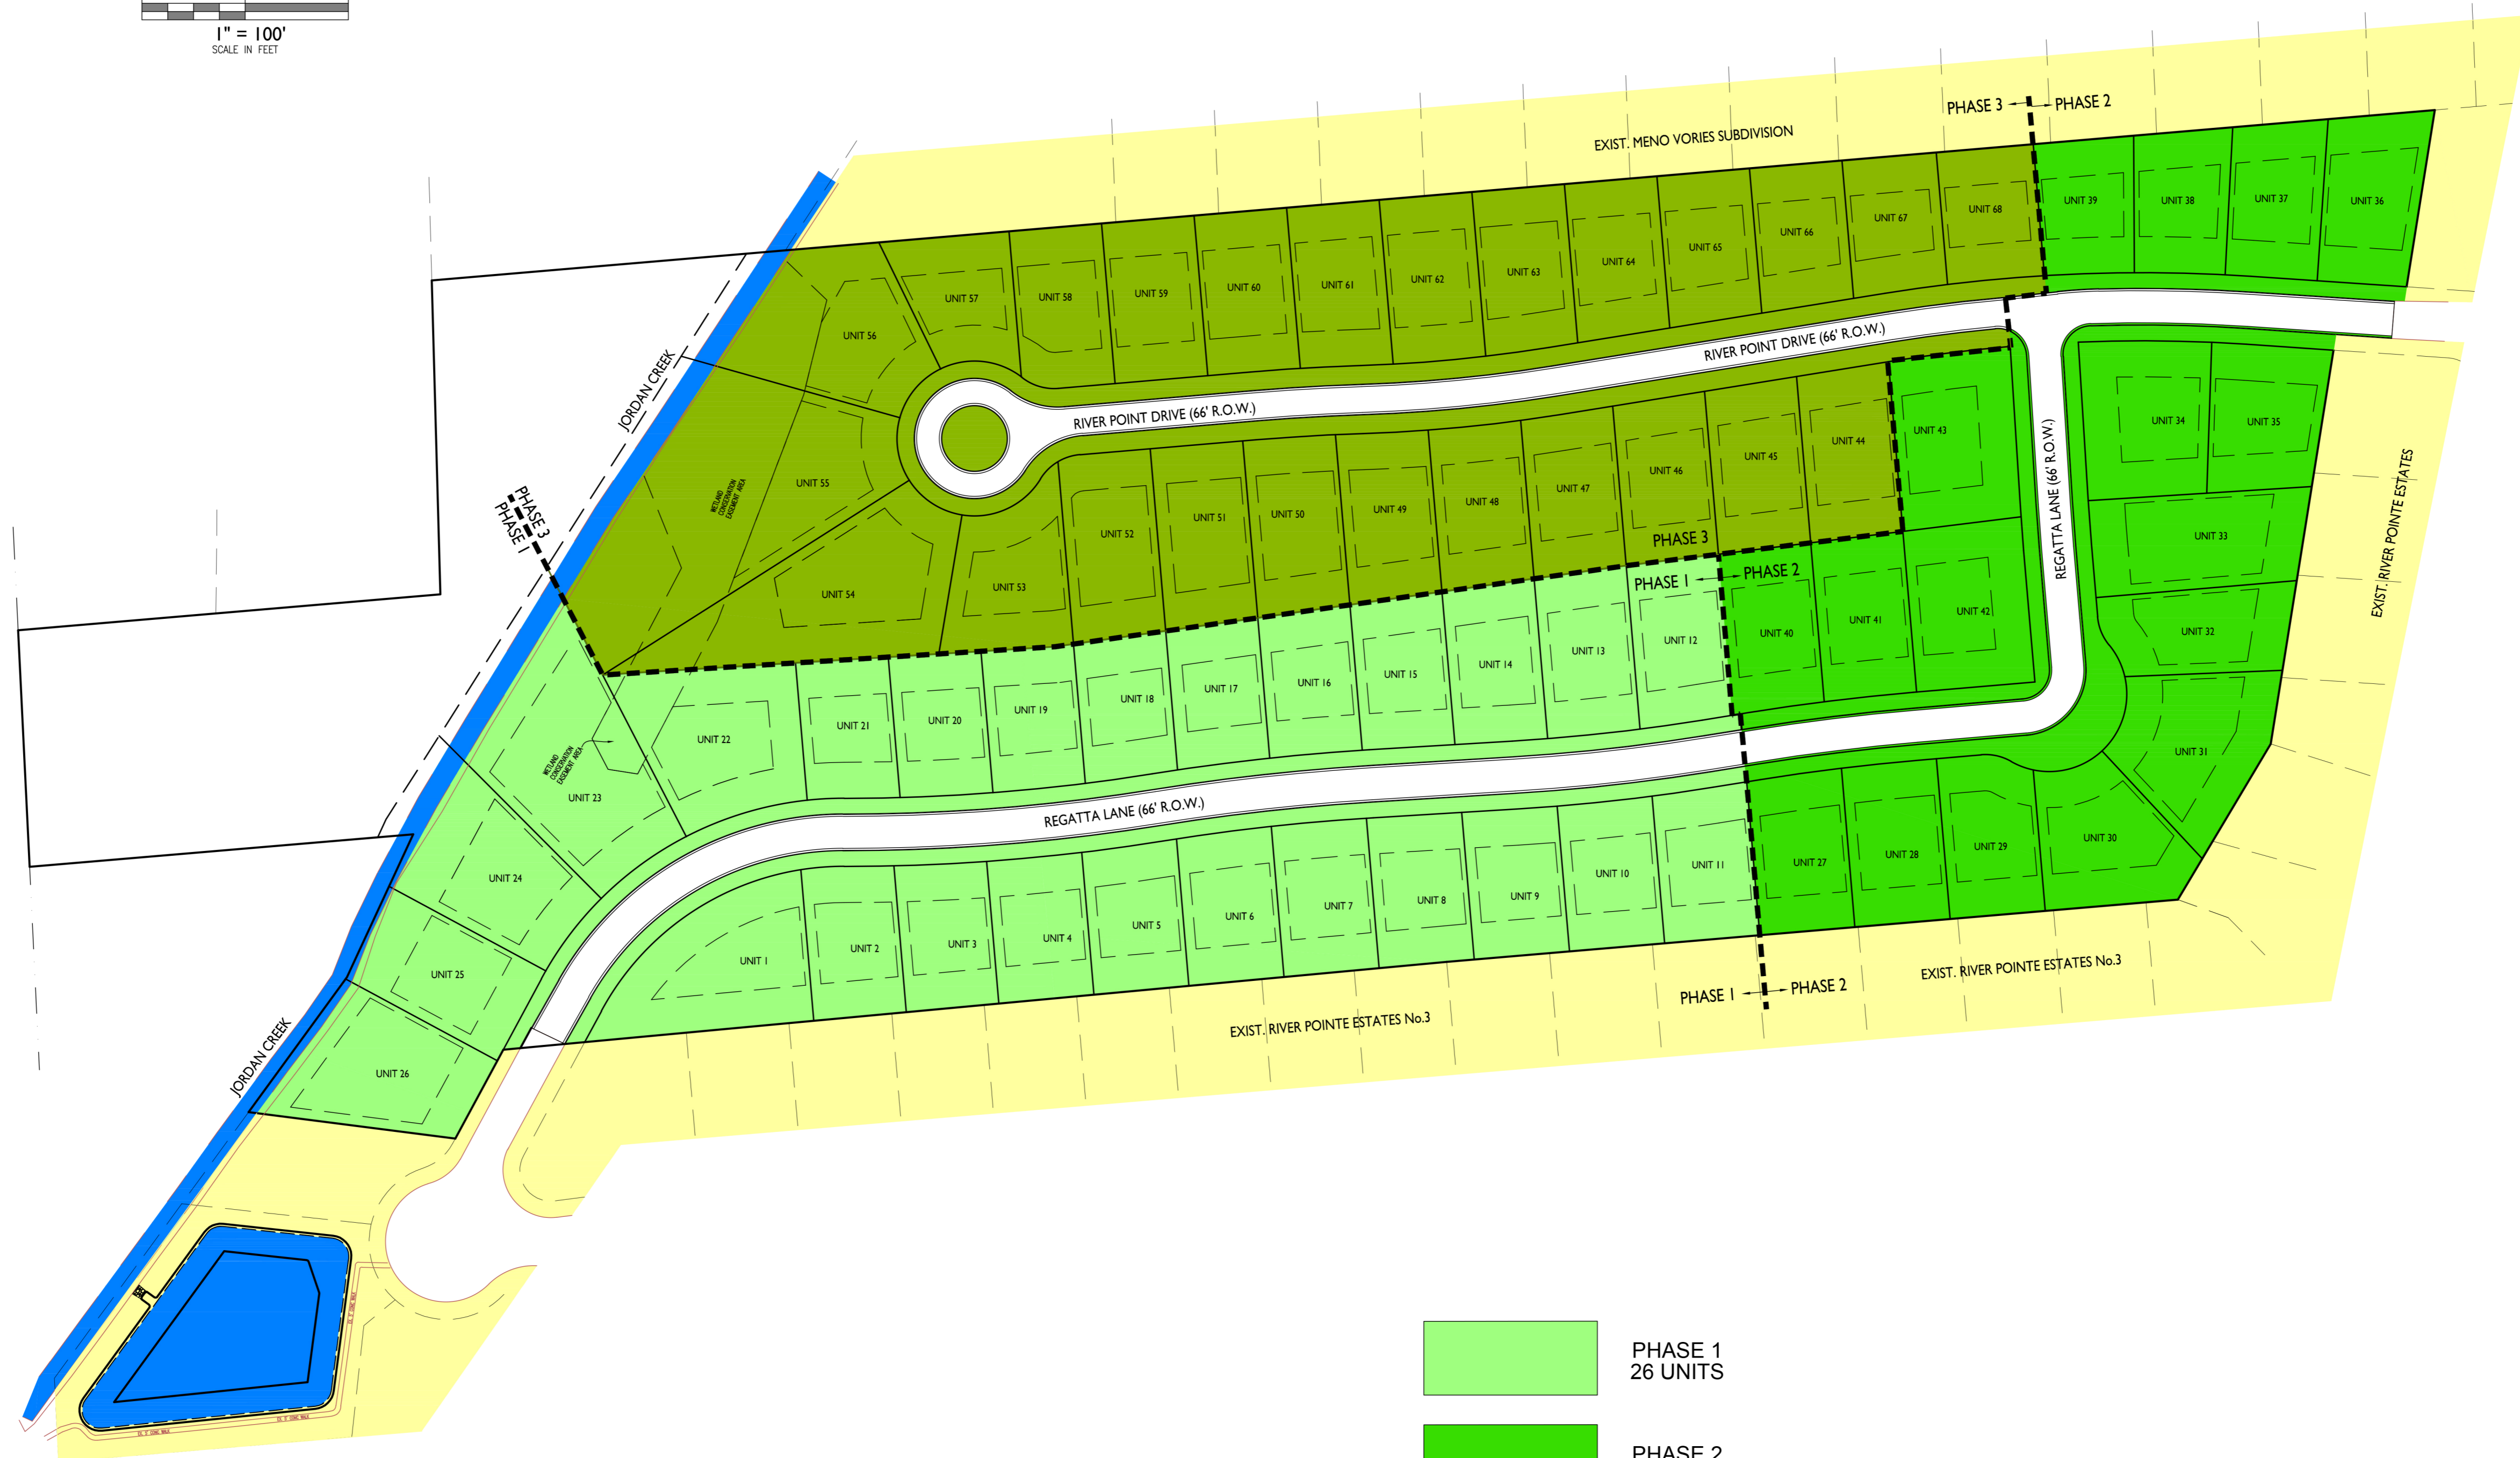 1" = 100'
SCALE IN FEET
PHASE 3
PHASE 2
EXIST. MENO VORIES SUBDIVISION
UNIT 39
UNIT 38
UNIT 37
UNIT 36
UNIT 68
UNIT 67
UNIT 66
UNIT 65
UNIT 64
UNIT 63
UNIT 62
UNIT 61
UNIT 60
UNIT 59
UNIT 58
UNIT 57
UNIT 56
UNIT 55
UNIT 54
UNIT 53
JORDAN CREEK
WETLAND
CONSERVATION
EASEMENT AREA
PHASE 3
PHASE 1
RIVER POINT DRIVE (66' R.O.W.)
RIVER POINT DRIVE (66' R.O.W.)
UNIT 52
UNIT 51
UNIT 50
UNIT 49
UNIT 48
UNIT 47
UNIT 46
UNIT 45
UNIT 44
UNIT 43
REGATTA LANE (66' R.O.W.)
UNIT 34
UNIT 35
UNIT 33
UNIT 32
UNIT 31
EXIST. RIVER POINTE ESTATES
PHASE 3
PHASE 1
PHASE 2
UNIT 40
UNIT 41
UNIT 42
UNIT 12
UNIT 13
UNIT 14
UNIT 15
UNIT 16
UNIT 17
UNIT 18
UNIT 19
UNIT 20
UNIT 21
UNIT 22
WETLAND
CONSERVATION
EASEMENT AREA
UNIT 23
UNIT 24
UNIT 25
UNIT 26
REGATTA LANE (66' R.O.W.)
UNIT 1
UNIT 2
UNIT 3
UNIT 4
UNIT 5
UNIT 6
UNIT 7
UNIT 8
UNIT 9
UNIT 10
UNIT 11
UNIT 27
UNIT 28
UNIT 29
UNIT 30
PHASE 1
PHASE 2
EXIST. RIVER POINTE ESTATES No.3
EXIST. RIVER POINTE ESTATES No.3
JORDAN CREEK
PHASE 1
26 UNITS
PHASE 2